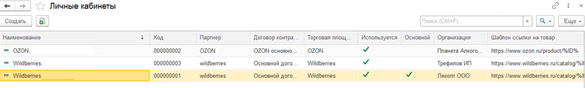 Личные кабинеты
Создать Поиск (Ctrl+F) Еще
Наименование Код Партнер Договор контра... Торговая площ... Используется Основной Организация Шаблон ссылки на товар
OZON 000000002 OZON OZON осно́вно... OZON Планета Алкого... https://www.ozon.ru/product/%ID%
Wildberries 000000003 wildberries Основной дого... wildberries Трефилов ИП https://www.wildberries.ru/catalog/%I
Wildberries 000000001 wildberries Основной дого... wildberries Лекопт ООО https://www.wildberries.ru/catalog/%I